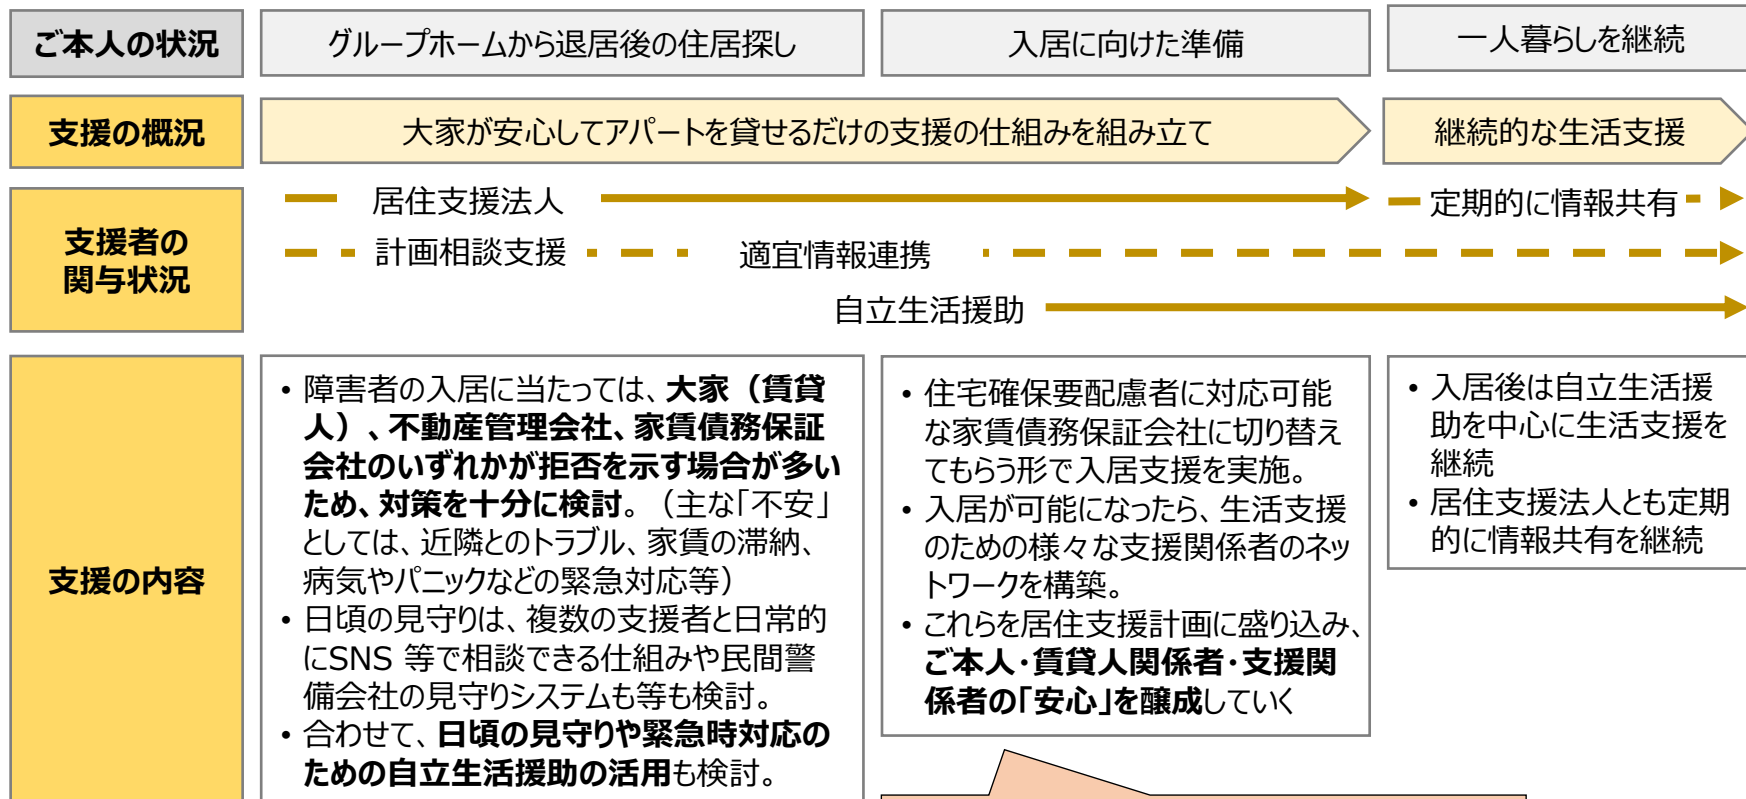 ご本人の状況
グループホームから退居後の住居探し
入居に向けた準備
一人暮らしを継続
支援の概況
大家が安心してアパートを貸せるだけの支援の仕組みを組み立て
継続的な生活支援
支援者の
関与状況
居住支援法人
定期的に情報共有
計画相談支援
適宜情報連携
自立生活援助
支援の内容
• 障害者の入居に当たっては、大家（賃貸
人）、不動産管理会社、家賃債務保証
会社のいずれかが拒否を示す場合が多い
ため、対策を十分に検討。（主な「不安」
としては、近隣とのトラブル、家賃の滞納、
病気やパニックなどの緊急対応等）
• 日頃の見守りは、複数の支援者と日常的
にSNS 等で相談できる仕組みや民間警
備会社の見守りシステムも等も検討。
• 合わせて、日頃の見守りや緊急時対応の
ための自立生活援助の活用も検討。
• 住宅確保要配慮者に対応可能
な家賃債務保証会社に切り替え
てもらう形で入居支援を実施。
• 入居が可能になったら、生活支援
のための様々な支援関係者のネッ
トワークを構築。
• これらを居住支援計画に盛り込み、
ご本人・賃貸人関係者・支援関
係者の「安心」を醸成していく
• 入居後は自立生活援
助を中心に生活支援を
継続
• 居住支援法人とも定期
的に情報共有を継続